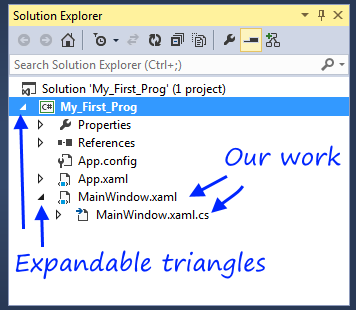 Solution Explorer
Search Solution Explorer (Ctrl+;)
Solution 'My_First_Prog' (1 project)
C# My_First_Prog
Properties
References
App.config
App.xaml
Our work
MainWindow.xaml
MainWindow.xaml.cs
Expandable triangles